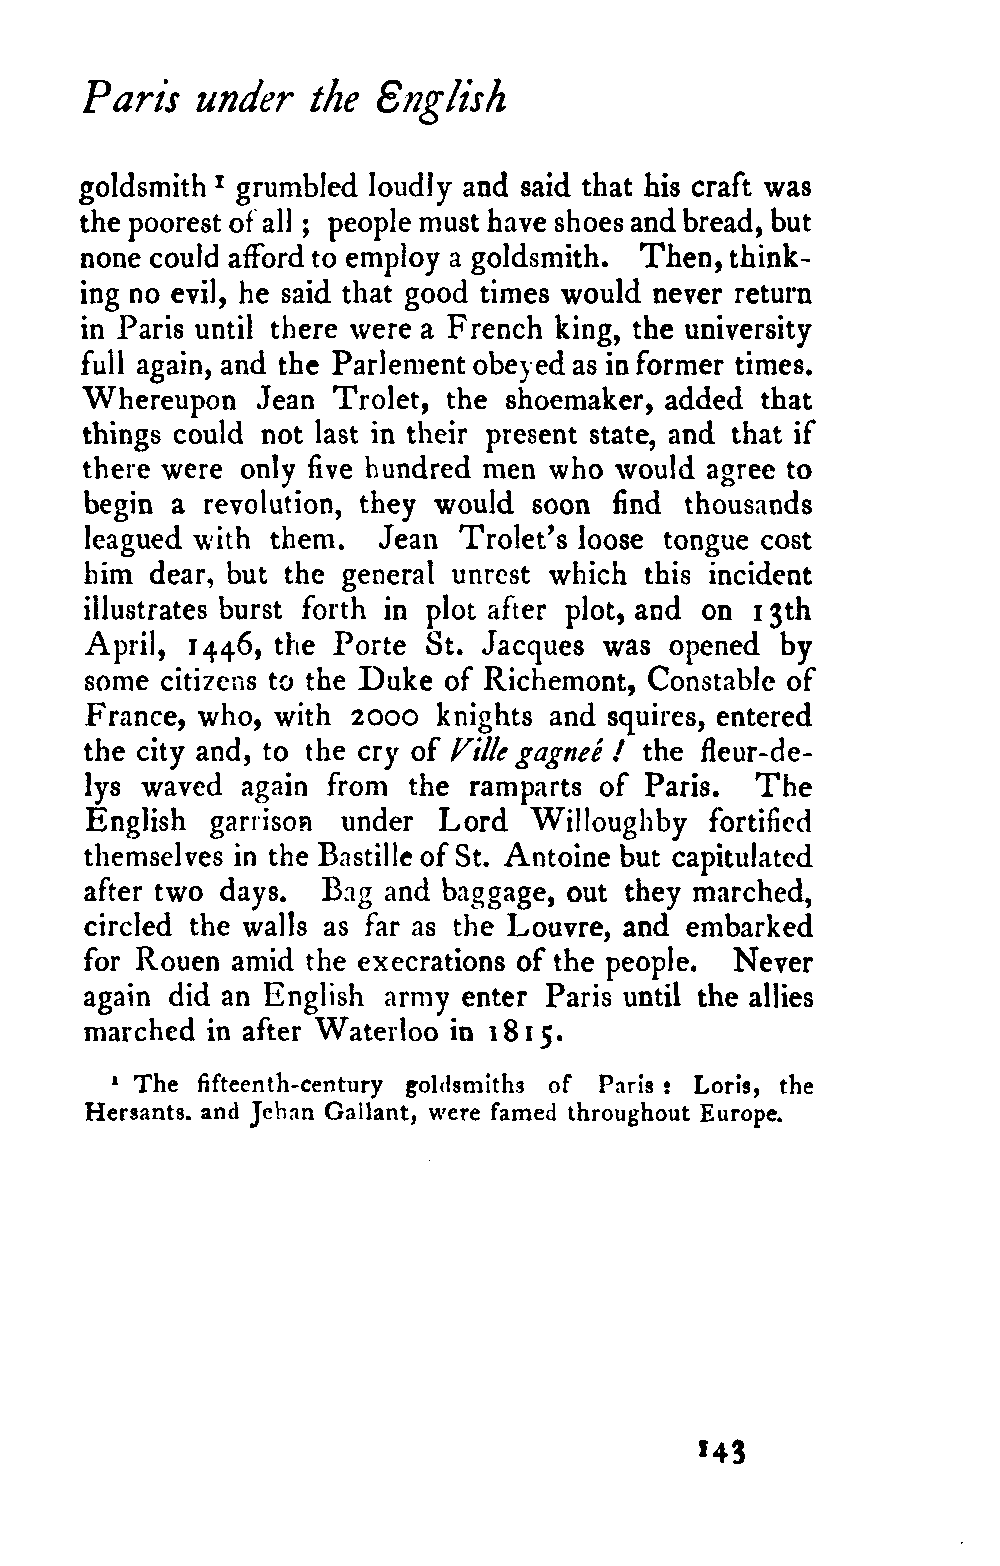 Paris under the English
goldsmith ¹ grumbled loudly and said that his craft was
the poorest of all ; people must have shoes and bread, but
none could afford to employ a goldsmith. Then, think-
ing no evil, he said that good times would never return
in Paris until there were a French king, the university
full again, and the Parlement obeyed as in former times.
Whereupon Jean Trolet, the shoemaker, added that
things could not last in their present state, and that if
there were only five hundred men who would agree to
begin a revolution, they would soon find thousands
leagued with them. Jean Trolet's loose tongue cost
him dear, but the general unrest which this incident
illustrates burst forth in plot after plot, and on 13th
April, 1446, the Porte St. Jacques was opened by
some citizens to the Duke of Richemont, Constable of
France, who, with 2000 knights and squires, entered
the city and, to the cry of Ville gagneé ! the fleur-de-
lys waved again from the ramparts of Paris. The
English garrison under Lord Willoughby fortified
themselves in the Bastille of St. Antoine but capitulated
after two days. Bag and baggage, out they marched,
circled the walls as far as the Louvre, and embarked
for Rouen amid the execrations of the people. Never
again did an English army enter Paris until the allies
marched in after Waterloo in 1815.
¹ The fifteenth-century goldsmiths of Paris : Loris, the
Hersants. and Jehan Gallant, were famed throughout Europe.
143